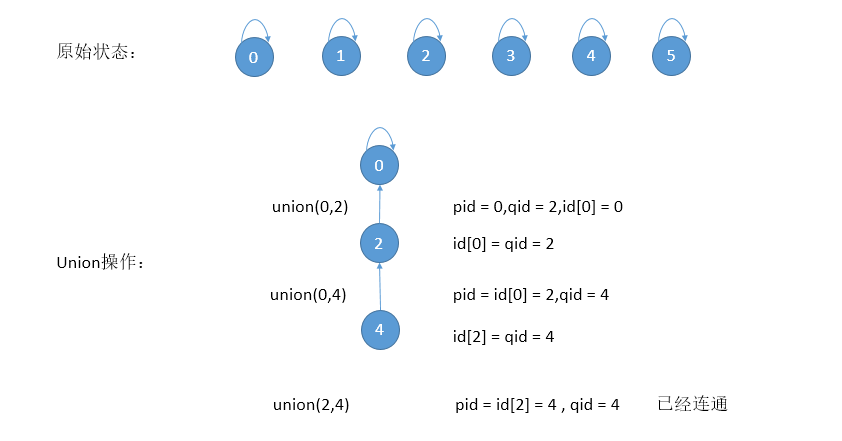 原始状态： 0 1 2 3 4 5
0
union(0,2) pid = 0,qid = 2,id[0] = 0
2 id[0] = qid = 2
Union操作：
union(0,4) pid = id[0] = 2,qid = 4
4 id[2] = qid = 4
union(2,4) pid = id[2] = 4 , qid = 4 已经连通